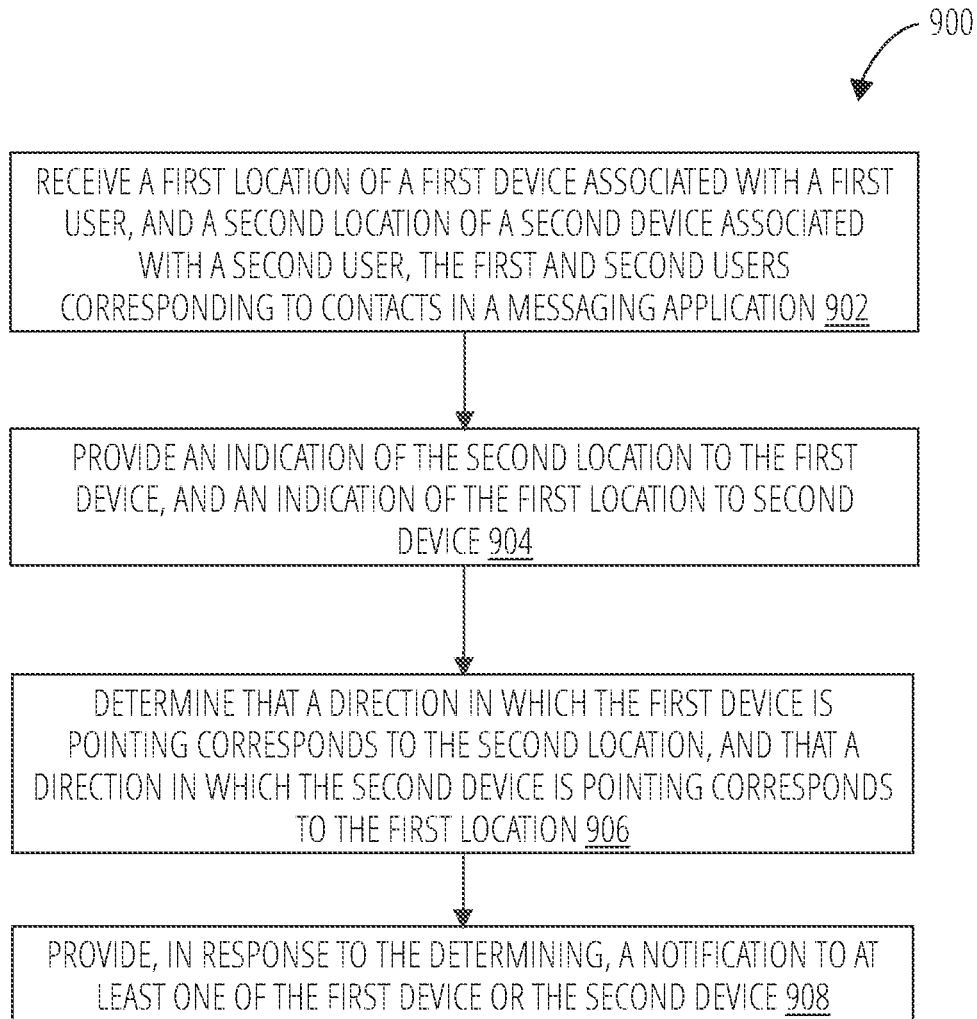 900
RECEIVE A FIRST LOCATION OF A FIRST DEVICE ASSOCIATED WITH A FIRST
USER, AND A SECOND LOCATION OF A SECOND DEVICE ASSOCIATED
WITH A SECOND USER, THE FIRST AND SECOND USERS
CORRESPONDING TO CONTACTS IN A MESSAGING APPLICATION 902
PROVIDE AN INDICATION OF THE SECOND LOCATION TO THE FIRST
DEVICE, AND AN INDICATION OF THE FIRST LOCATION TO SECOND
DEVICE 904
DETERMINE THAT A DIRECTION IN WHICH THE FIRST DEVICE IS
POINTING CORRESPONDS TO THE SECOND LOCATION, AND THAT A
DIRECTION IN WHICH THE SECOND DEVICE IS POINTING CORRESPONDS
TO THE FIRST LOCATION 906
PROVIDE, IN RESPONSE TO THE DETERMINING, A NOTIFICATION TO AT
LEAST ONE OF THE FIRST DEVICE OR THE SECOND DEVICE 908